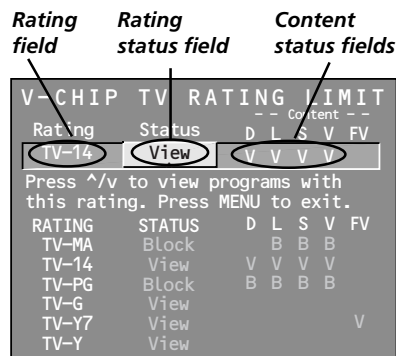 Rating field
Rating status field
Content status fields
V-CHIP TV RATING LIMIT
- - Content - -
Rating Status D L S V FV
TV-14 View V V V V
Press ^/v to view programs with
this rating. Press MENU to exit.
RATING STATUS D L S V FV
TV-MA Block B B B
TV-14 View V V V V
TV-PG Block B B B B
TV-G View
TV-Y7 View V
TV-Y View